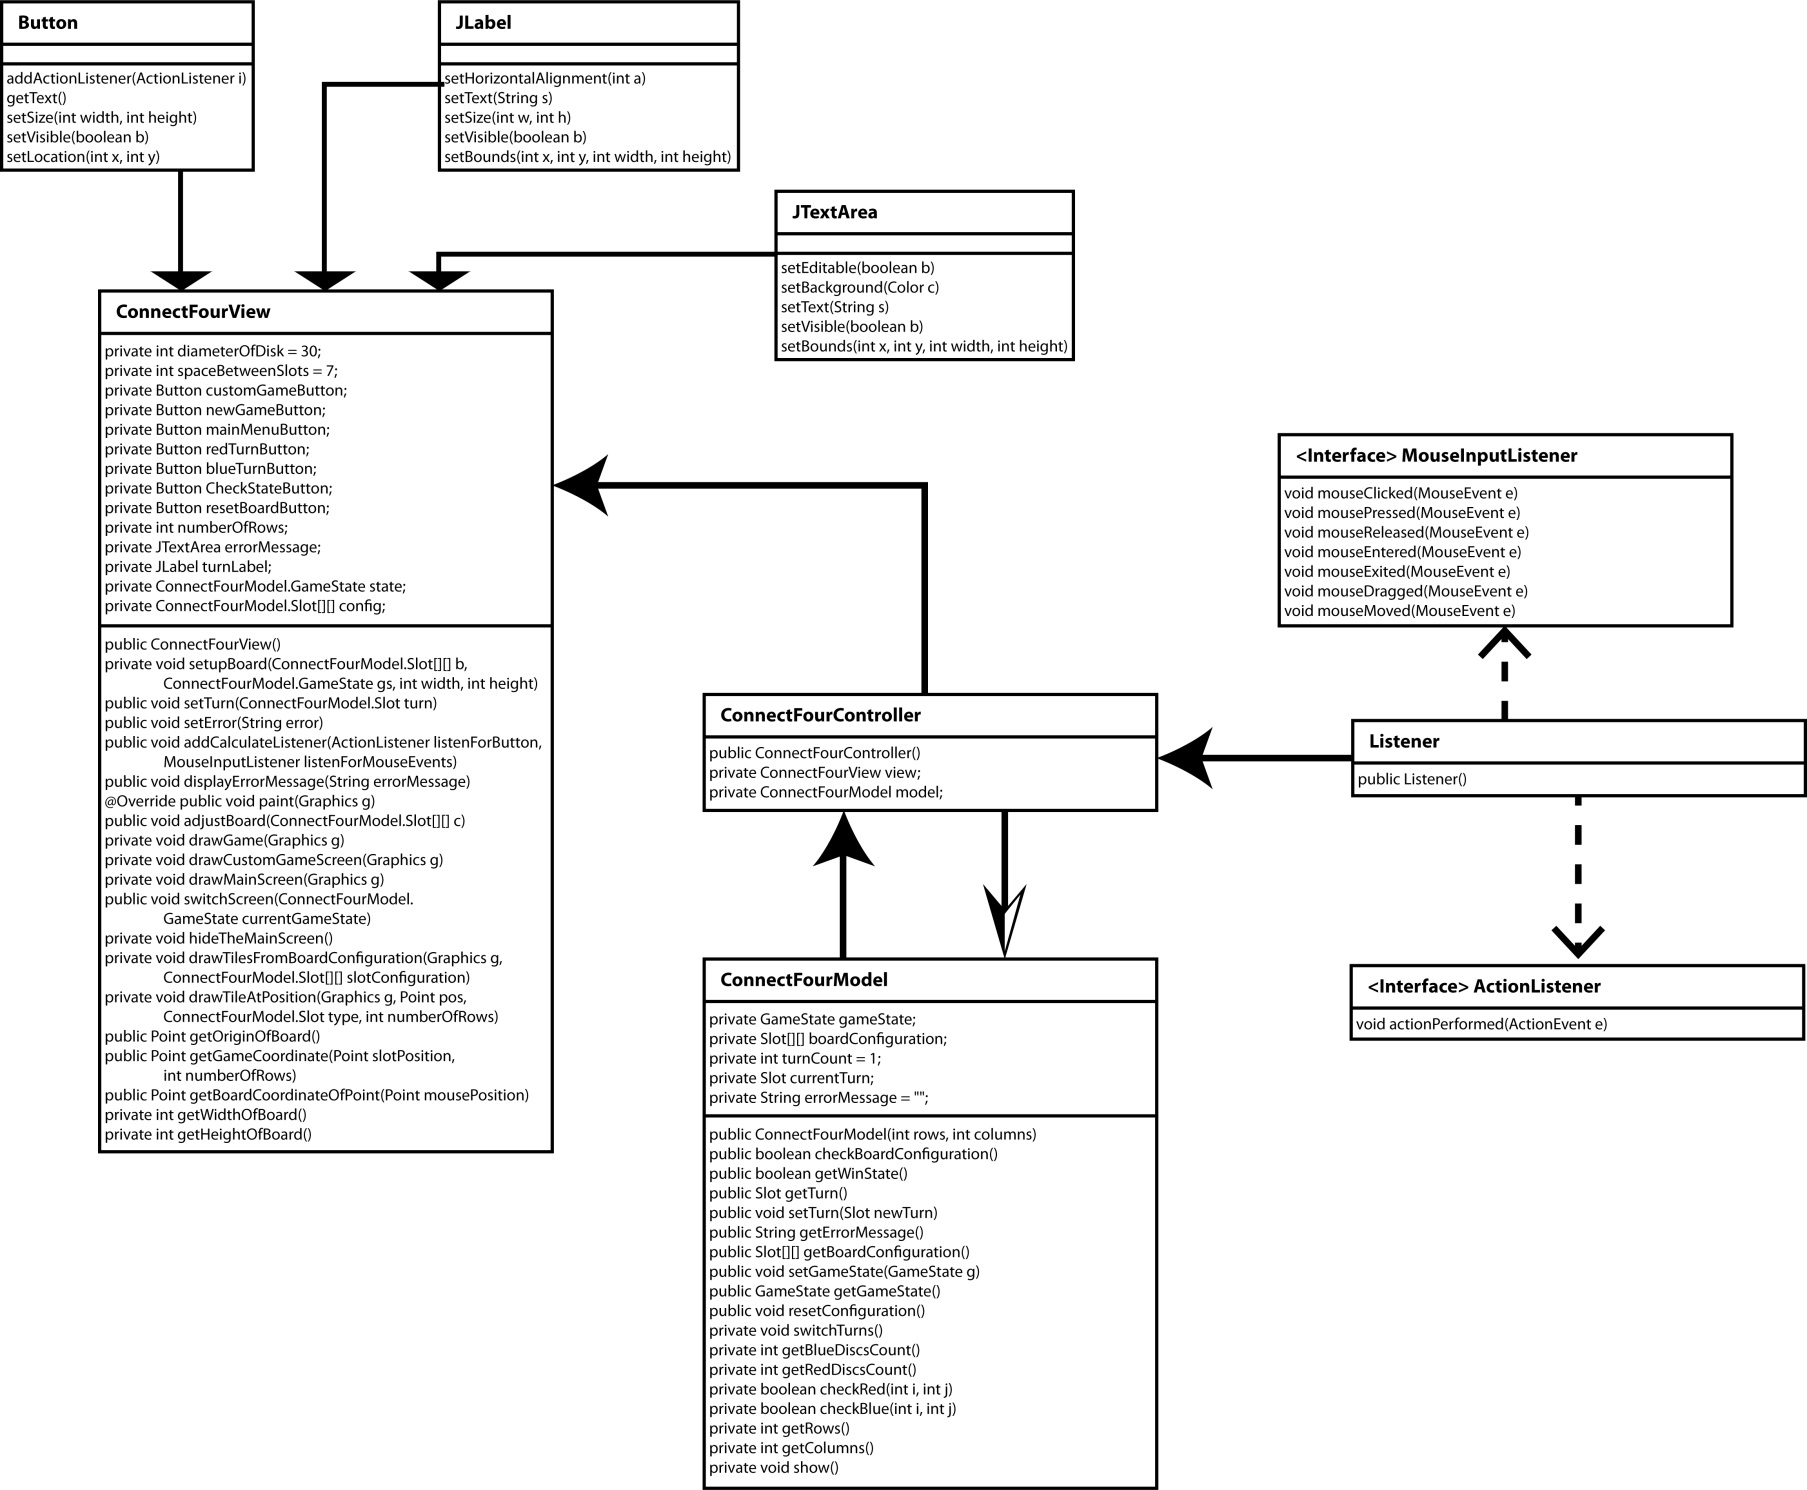 Button
addActionListener(ActionListener i)
getText()
setSize(int width, int height)
setVisible(boolean b)
setLocation(int x, int y)
JLabel
setHorizontalAlignment(int a)
setText(String s)
setSize(int w, int h)
setVisible(boolean b)
setBounds(int x, int y, int width, int height)
JTextArea
setEditable(boolean b)
setBackground(Color c)
setText(String s)
setVisible(boolean b)
setBounds(int x, int y, int width, int height)
ConnectFourView
private int diameterOfDisk = 30;
private int spaceBetweenSlots = 7;
private Button customGameButton;
private Button newGameButton;
private Button mainMenuButton;
private Button redTurnButton;
private Button blueTurnButton;
private Button CheckStateButton;
private Button resetBoardButton;
private int numberOfRows;
private JTextArea errorMessage;
private JLabel turnLabel;
private ConnectFourModel.GameState state;
private ConnectFourModel.Slot[][] config;
public ConnectFourView()
private void setupBoard(ConnectFourModel.Slot[][] b,
ConnectFourModel.GameState gs, int width, int height)
public void setTurn(ConnectFourModel.Slot turn)
public void setError(String error)
public void addCalculateListener(ActionListener listenForButton,
MouseInputListener listenForMouseEvents)
public void displayErrorMessage(String errorMessage)
@Override public void paint(Graphics g)
public void adjustBoard(ConnectFourModel.Slot[][] c)
private void drawGame(Graphics g)
private void drawCustomGameScreen(Graphics g)
private void drawMainScreen(Graphics g)
public void switchScreen(ConnectFourModel.
GameState currentGameState)
private void hideTheMainScreen()
private void drawTilesFromBoardConfiguration(Graphics g,
ConnectFourModel.Slot[][] slotConfiguration)
private void drawTileAtPosition(Graphics g, Point pos,
ConnectFourModel.Slot type, int numberOfRows)
public Point getOriginOfBoard()
public Point getGameCoordinate(Point slotPosition,
int numberOfRows)
public Point getBoardCoordinateOfPoint(Point mousePosition)
private int getWidthOfBoard()
private int getHeightOfBoard()
<Interface> MouseInputListener
void mouseClicked(MouseEvent e)
void mousePressed(MouseEvent e)
void mouseReleased(MouseEvent e)
void mouseEntered(MouseEvent e)
void mouseExited(MouseEvent e)
void mouseDragged(MouseEvent e)
void mouseMoved(MouseEvent e)
ConnectFourController
public ConnectFourController()
private ConnectFourView view;
private ConnectFourModel model;
Listener
public Listener()
<Interface> ActionListener
void actionPerformed(ActionEvent e)
ConnectFourModel
private GameState gameState;
private Slot[][] boardConfiguration;
private int turnCount = 1;
private Slot currentTurn;
private String errorMessage = "";
public ConnectFourModel(int rows, int columns)
public boolean checkBoardConfiguration()
public boolean getWinState()
public Slot getTurn()
public void setTurn(Slot newTurn)
public String getErrorMessage()
public Slot[][] getBoardConfiguration()
public void setGameState(GameState g)
public GameState getGameState()
public void resetConfiguration()
private void switchTurns()
private int getBlueDiscsCount()
private int getRedDiscsCount()
private boolean checkRed(int i, int j)
private boolean checkBlue(int i, int j)
private int getRows()
private int getColumns()
private void show()